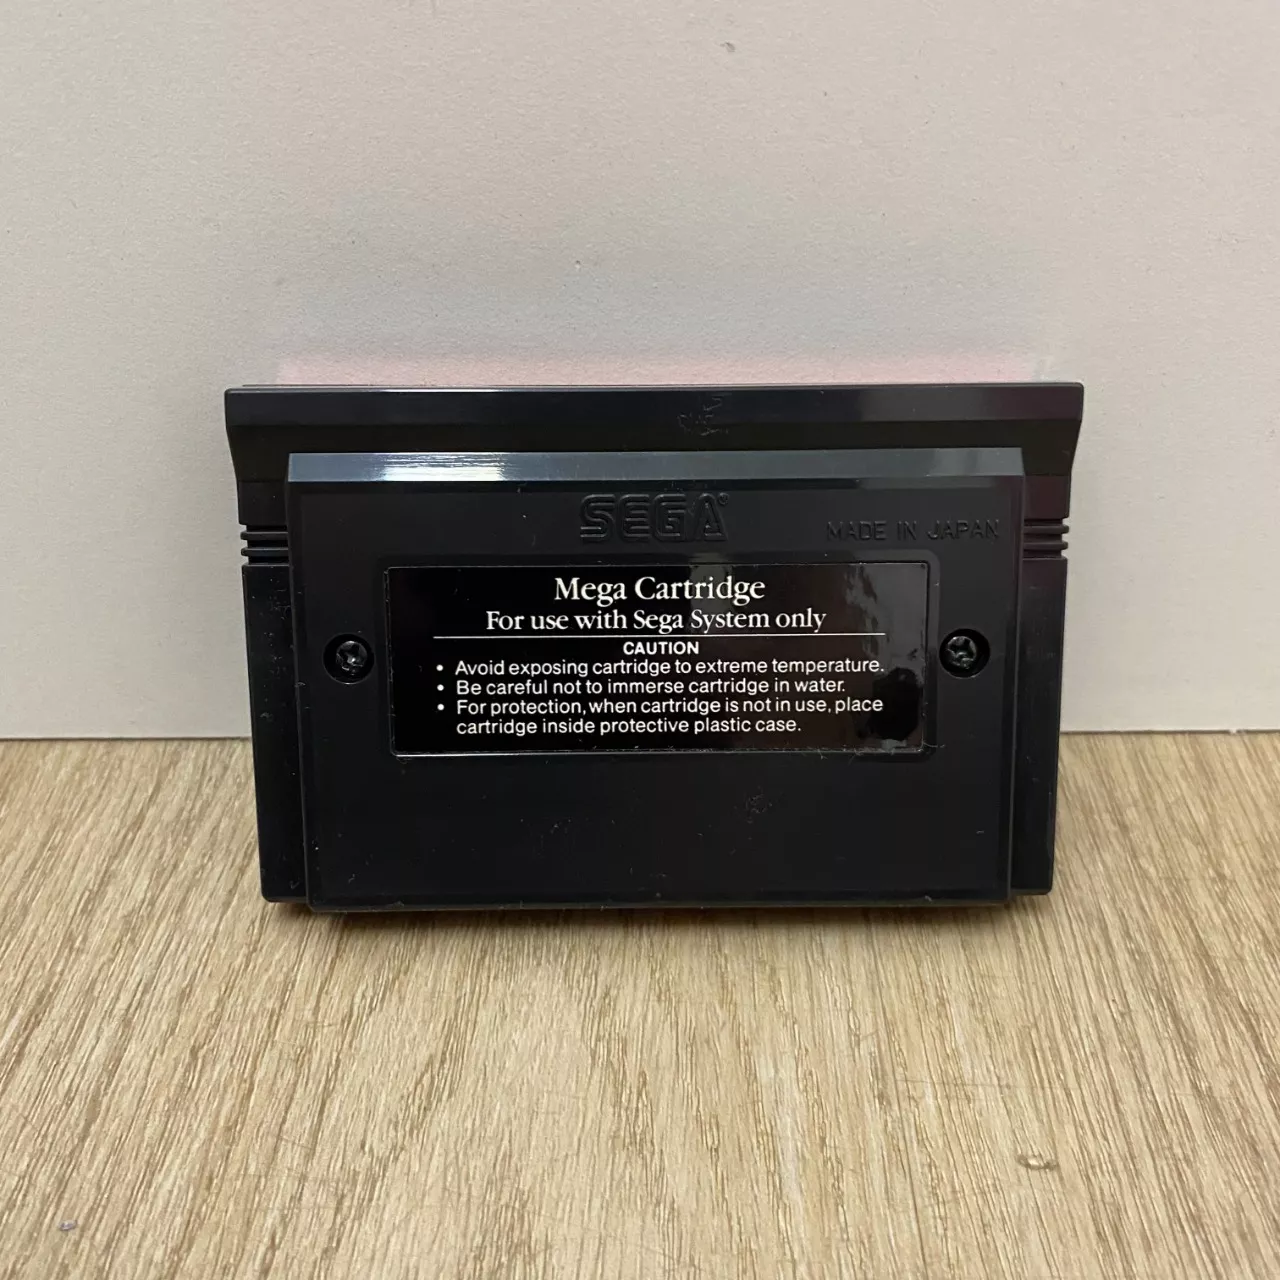 SEGA®
MADE IN JAPAN
Mega Cartridge
For use with Sega System only
CAUTION
• Avoid exposing cartridge to extreme temperature.
• Be careful not to immerse cartridge in water.
• For protection, when cartridge is not in use, place
cartridge inside protective plastic case.